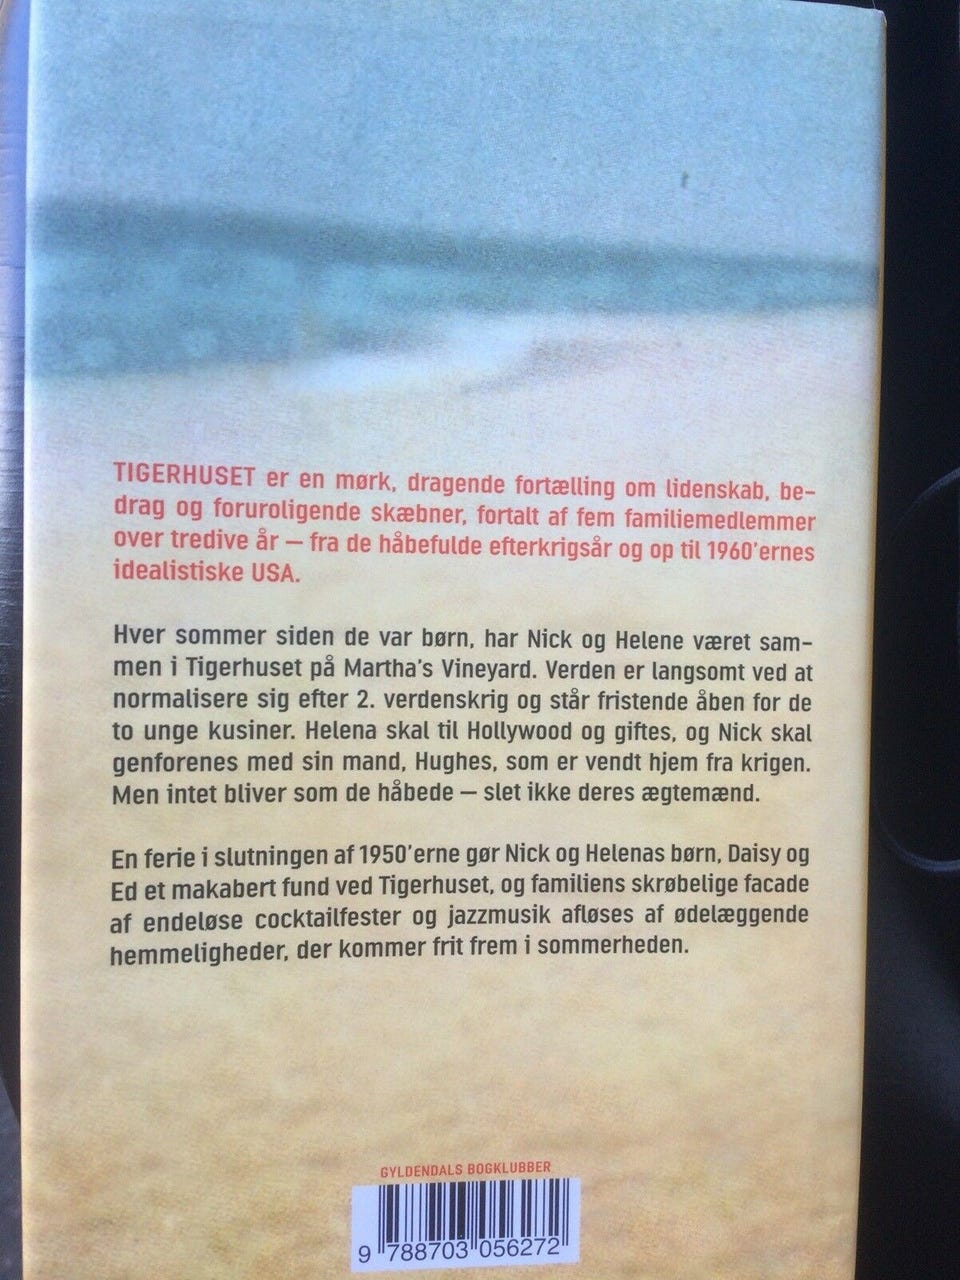 TIGERHUSET er en mørk, dragende fortælling om lidenskab, be-
drag og foruroligende skæbner, fortalt af fem familiemedlemmer
over tredive år – fra de håbefulde efterkrigsår og op til 1960'ernes
idealistiske USA.
Hver sommer siden de var børn, har Nick og Helene været sam-
men i Tigerhuset på Martha's Vineyard. Verden er langsomt ved at
normalisere sig efter 2. verdenskrig og står fristende åben for de
to unge kusiner. Helena skal til Hollywood og giftes, og Nick skal
genforenes med sin mand, Hughes, som er vendt hjem fra krigen.
Men intet bliver som de håbede – slet ikke deres ægtemænd.
En ferie i slutningen af 1950'erne gør Nick og Helenas børn, Daisy og
Ed et makabert fund ved Tigerhuset, og familiens skrøbelige facade
af endeløse cocktailfester og jazzmusik afløses af ødelæggende
hemmeligheder, der kommer frit frem i sommerheden.
GYLDENDALS BOGKLUBBER
9 788703 056272